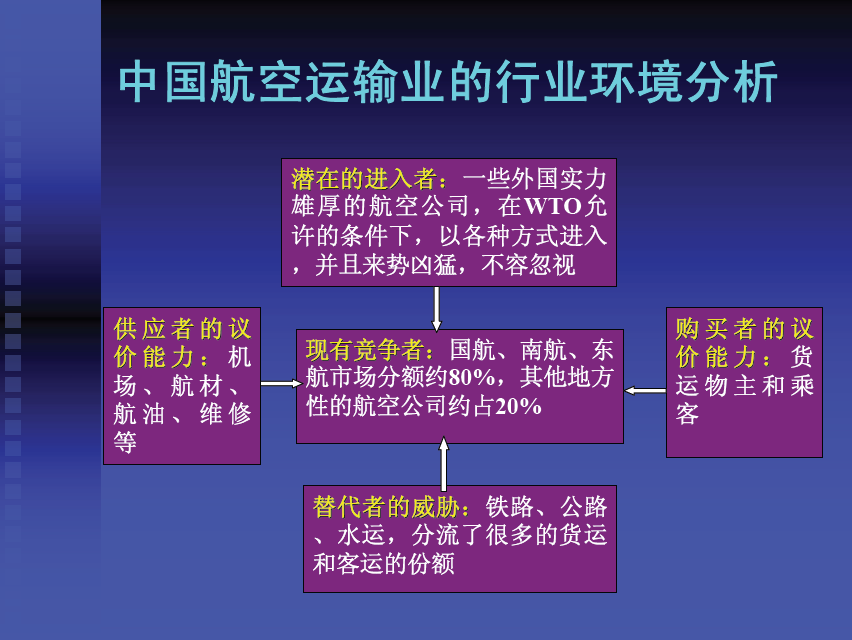 中国航空运输业的行业环境分析
潜在的进入者：一些外国实力
雄厚的航空公司，在WTO允
许的条件下，以各种方式进入
，并且来势凶猛，不容忽视
供应者的议
价能力：机
场、航材、
航油、维修
等
现有竞争者：国航、南航、东
航市场分额约80%，其他地方
性的航空公司约占20%
购买者的议
价能力：货
运物主和乘
客
替代者的威胁：铁路、公路
、水运，分流了很多的货运
和客运的份额